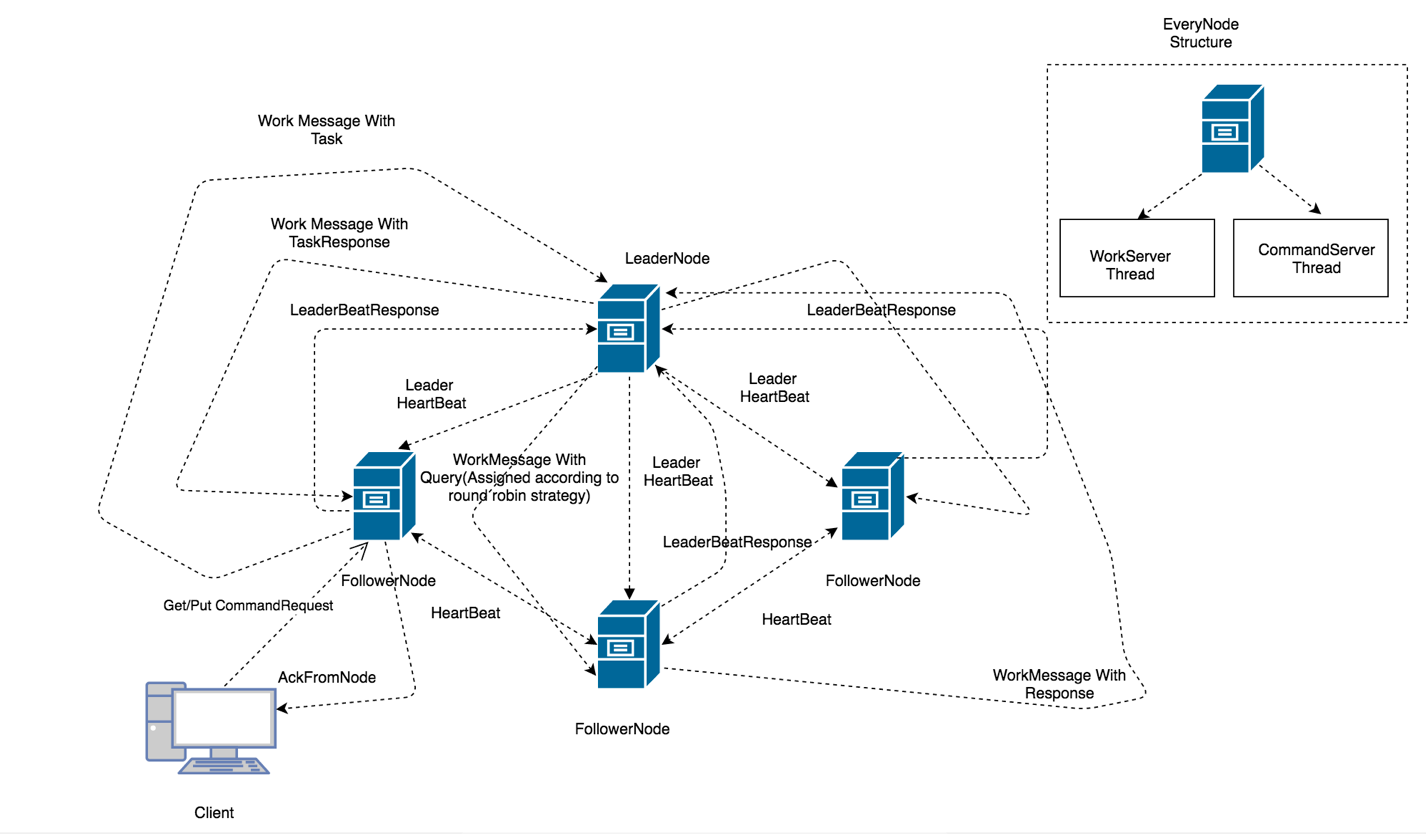 EveryNode
Structure
WorkServer
Thread
CommandServer
Thread
Work Message With
Task
Work Message With
TaskResponse
LeaderNode
LeaderBeatResponse
LeaderBeatResponse
Leader
HeartBeat
Leader
HeartBeat
WorkMessage With
Query(Assigned according to
round robin strategy)
Leader
HeartBeat
LeaderBeatResponse
FollowerNode
FollowerNode
Get/Put CommandRequest
HeartBeat
HeartBeat
AckFromNode
WorkMessage With
Response
FollowerNode
Client